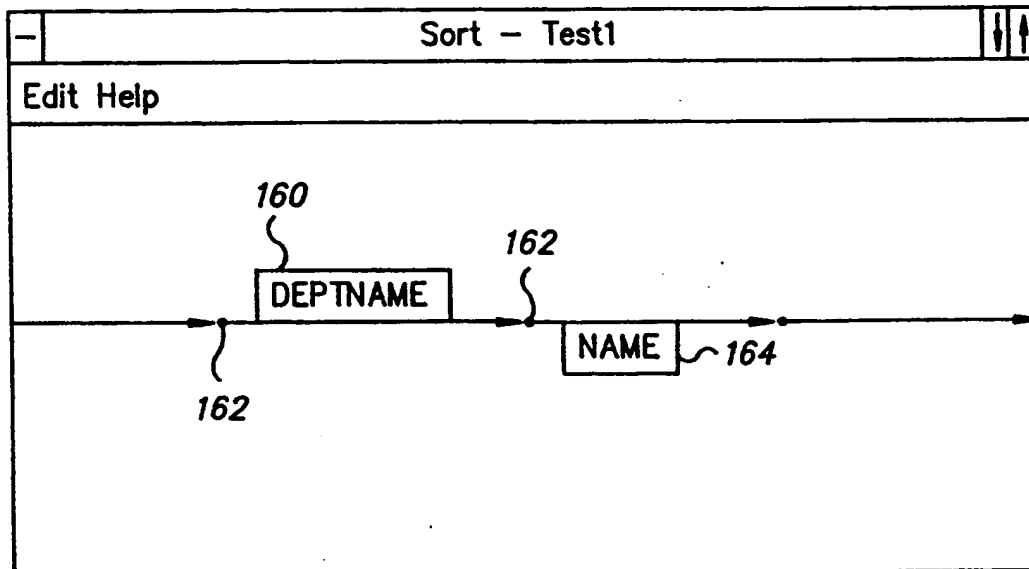 Sort – Test1
Edit Help
160
162
DEPTNAME
NAME
164
162